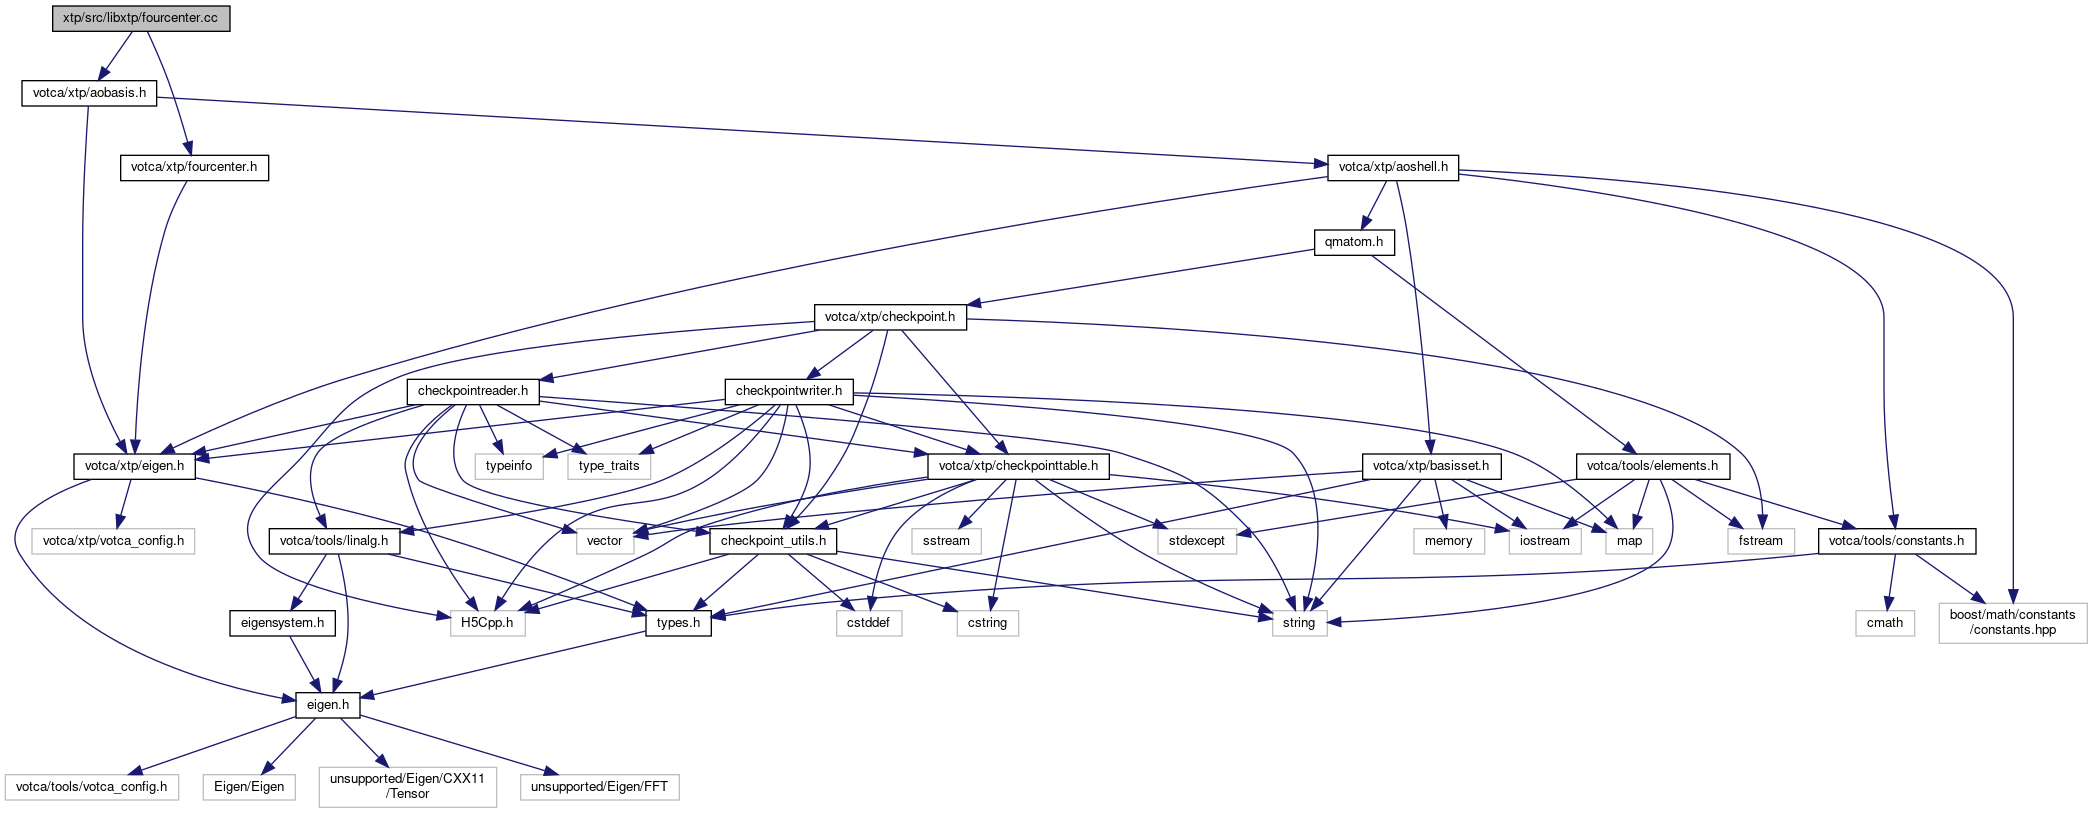 xtp/src/libxtp/fourcenter.cc
votca/xtp/aobasis.h
votca/xtp/fourcenter.h
votca/xtp/aoshell.h
qmatom.h
votca/xtp/checkpoint.h
checkpointreader.h
checkpointwriter.h
votca/xtp/eigen.h
typeinfo
type_traits
votca/xtp/checkpointtable.h
votca/xtp/basisset.h
votca/tools/elements.h
votca/xtp/votca_config.h
votca/tools/linalg.h
vector
checkpoint_utils.h
sstream
stdexcept
memory
iostream
map
fstream
votca/tools/constants.h
eigensystem.h
H5Cpp.h
types.h
cstddef
cstring
string
cmath
boost/math/constants
/constants.hpp
eigen.h
votca/tools/votca_config.h
Eigen/Eigen
unsupported/Eigen/CXX11
/Tensor
unsupported/Eigen/FFT